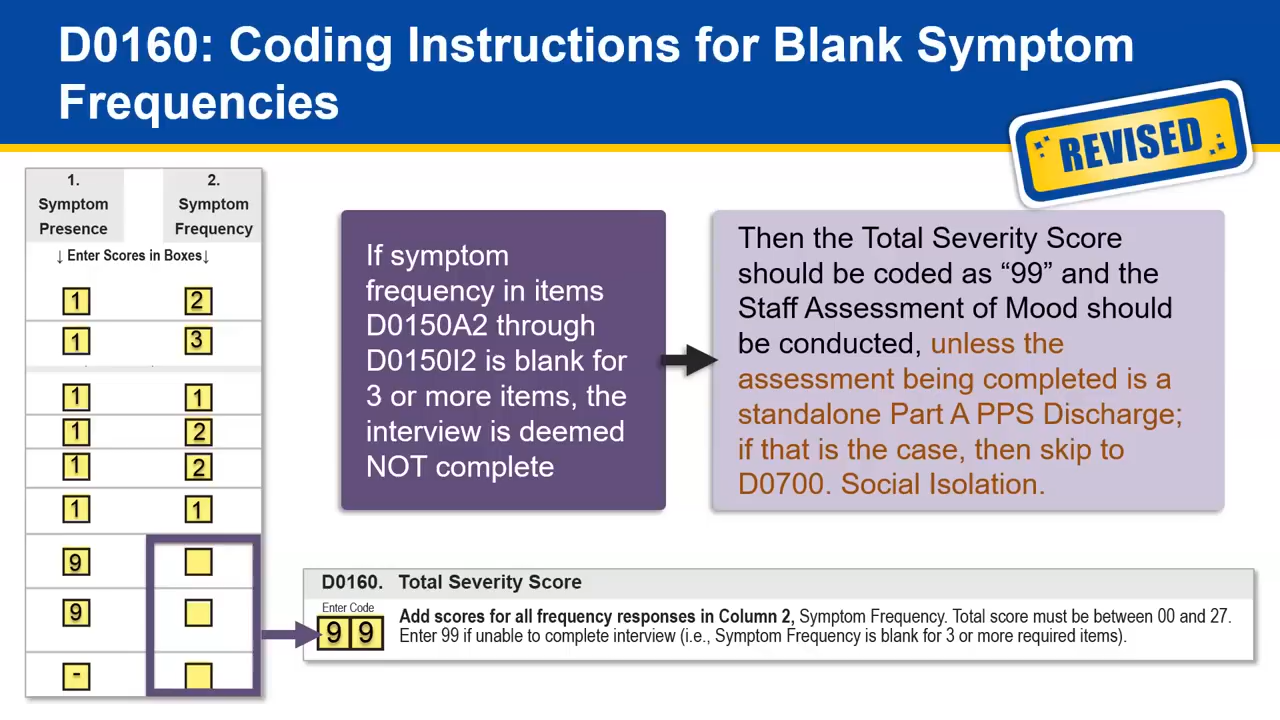 D0160: Coding Instructions for Blank Symptom
Frequencies
REVISED
1. 2.
Symptom Symptom
Presence Frequency
↓ Enter Scores in Boxes↓
1 2
1 3
1 1
1 2
1 2
1 1
9
9
-
If symptom
frequency in items
D0150A2 through
D0150I2 is blank for
3 or more items, the
interview is deemed
NOT complete
Then the Total Severity Score
should be coded as “99” and the
Staff Assessment of Mood should
be conducted, unless the
assessment being completed is a
standalone Part A PPS Discharge;
if that is the case, then skip to
D0700. Social Isolation.
D0160. Total Severity Score
Enter Code
9 9
Add scores for all frequency responses in Column 2, Symptom Frequency. Total score must be between 00 and 27.
Enter 99 if unable to complete interview (i.e., Symptom Frequency is blank for 3 or more required items).